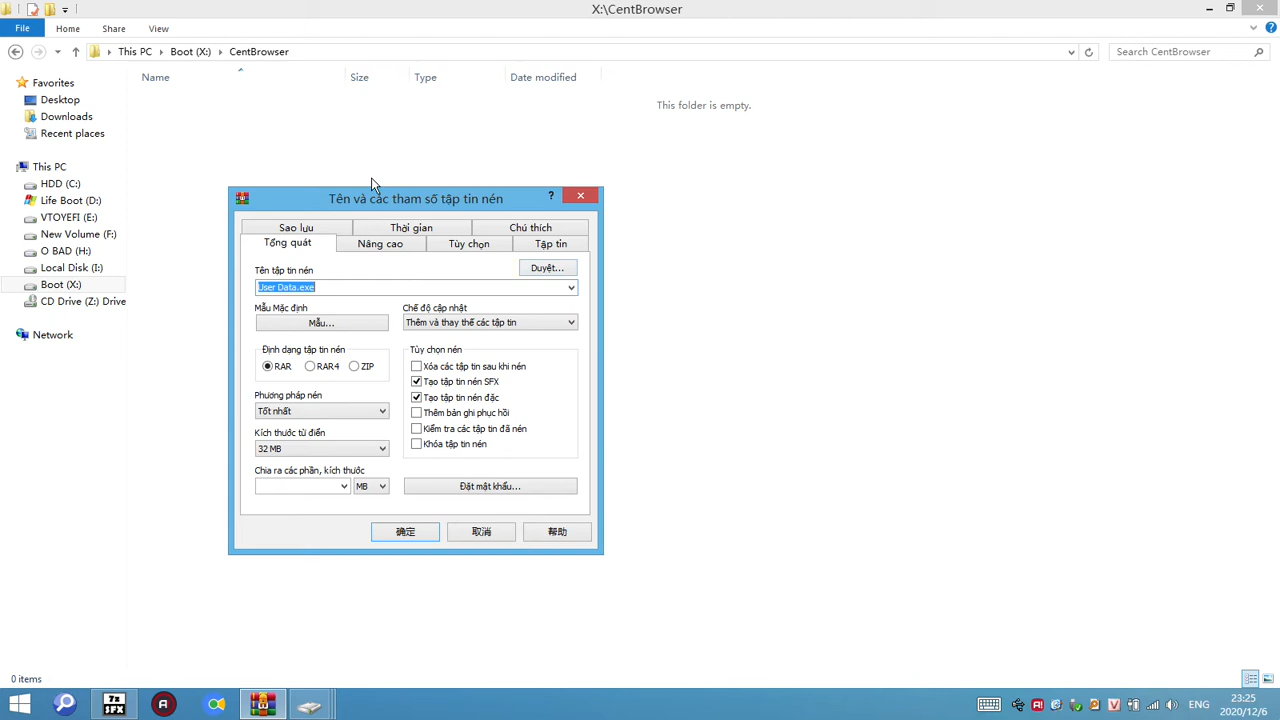 X:\CentBrowser
File Home Share View
This PC Boot (X:) CentBrowser
Search CentBrowser
Name Size Type Date modified
This folder is empty.
Favorites
Desktop
Downloads
Recent places
This PC
HDD (C:)
Life Boot (D:)
VTOYEFI (E:)
New Volume (F:)
O BAD (H:)
Local Disk (I:)
Boot (X:)
CD Drive (Z:) Drive
Network
Tên và các tham số tập tin nén
Sao lưu Thời gian Chú thích
Tổng quát Nâng cao Tùy chọn Tập tin
Tên tập tin nén
Duyệt...
User Data.exe
Mẫu Mặc định
Mẫu...
Chế độ cập nhật
Thêm và thay thế các tập tin
Định dạng tập tin nén
RAR RAR4 ZIP
Phương pháp nén
Tốt nhất
Kích thước từ điển
32 MB
Chia ra các phần, kích thước
MB
Tùy chọn nén
Xóa các tập tin sau khi nén
Tạo tập tin nén SFX
Tạo tập tin nén đặc
Thêm bản ghi phục hồi
Kiểm tra các tập tin đã nén
Khóa tập tin nén
Đặt mật khẩu...
确定 取消 帮助
0 items
7z
SFX
ENG
23:25
2020/12/6